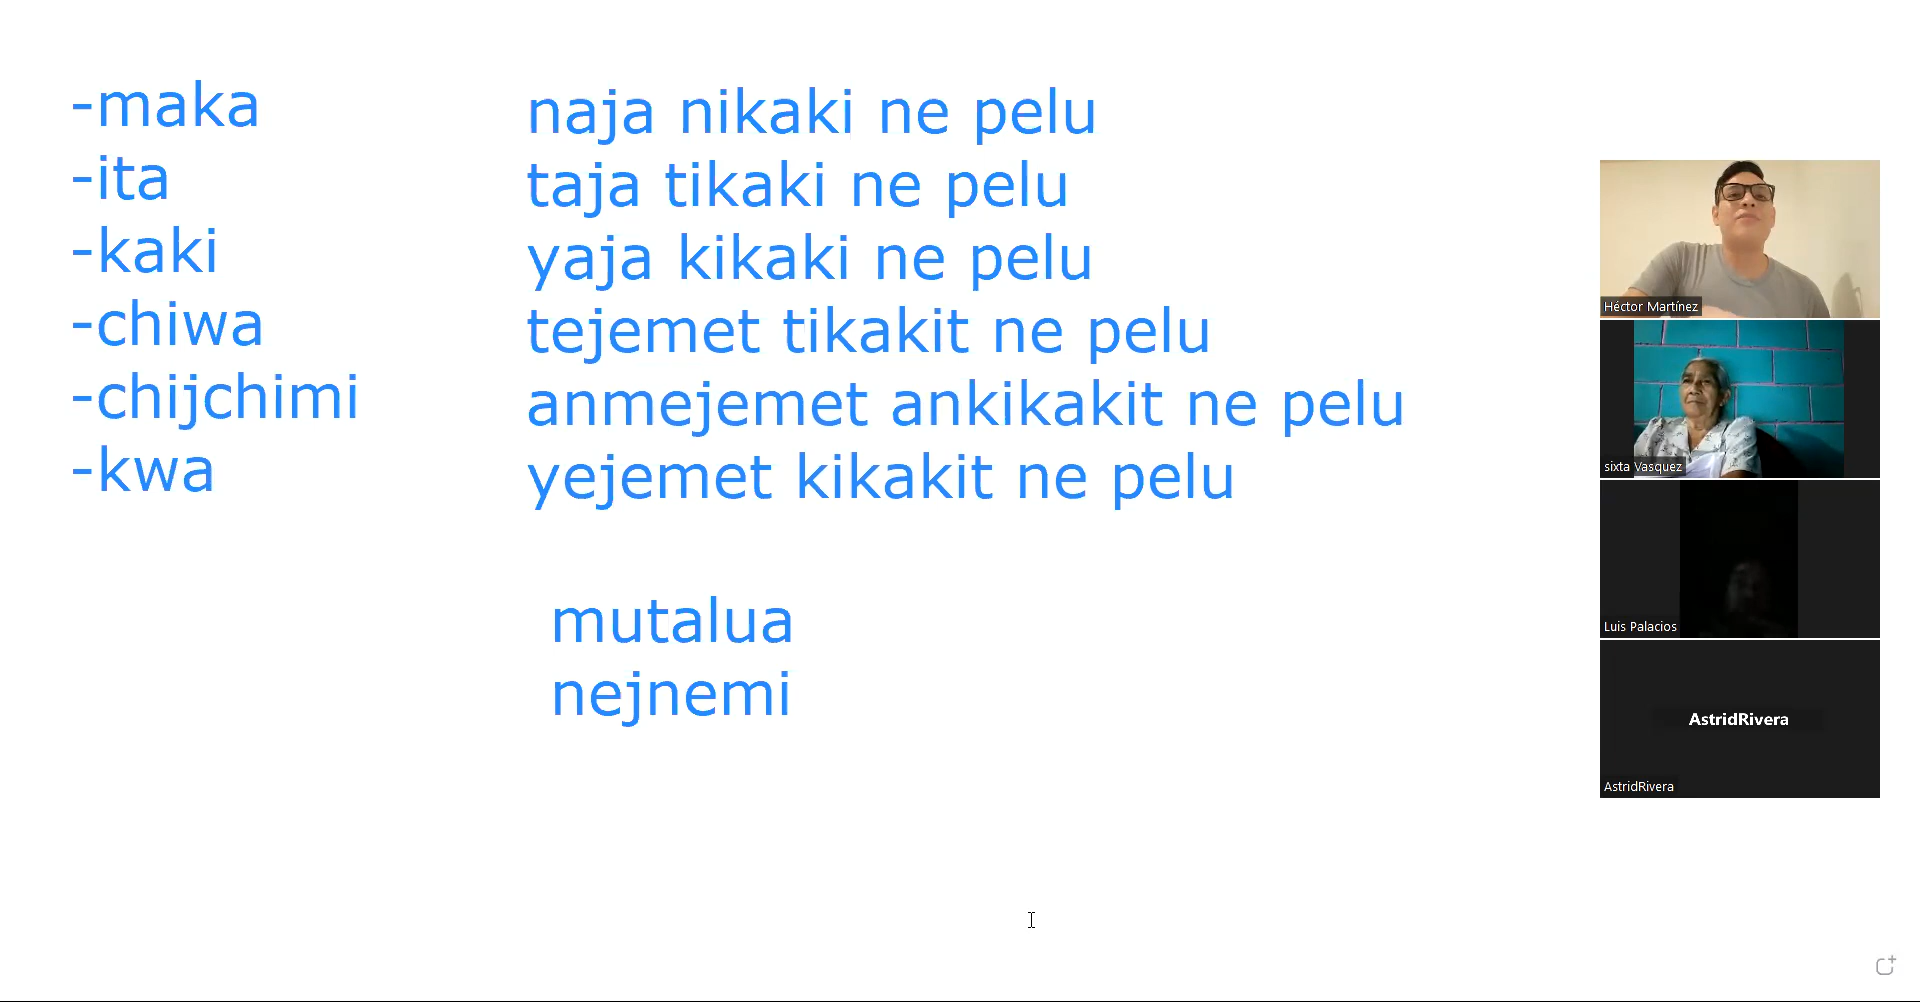 -maka
-ita
-kaki
-chiwa
-chijchimi
-kwa
naja nikaki ne pelu
taja tikaki ne pelu
yaja kikaki ne pelu
tejemet tikakit ne pelu
anmejemet ankikakit ne pelu
yejemet kikakit ne pelu
mutalua
nejnemi
Héctor Martínez
sixta Vasquez
Luis Palacios
AstridRivera
AstridRivera